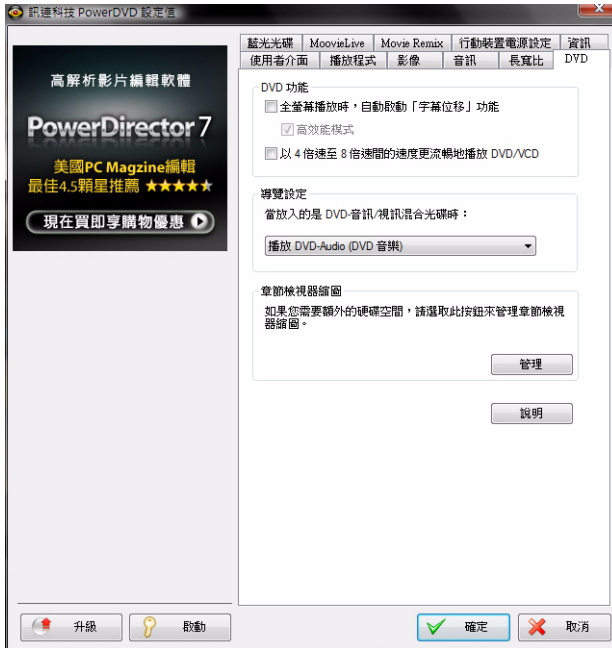 訊連科技 PowerDVD 設定值
高解析影片編輯軟體
PowerDirector 7
美國PC Magzine編輯
最佳4.5顆星推薦 ★★★★★
現在買即享購物優惠
藍光光碟 MoovieLive Movie Remix 行動裝置電源設定 資訊
使用者介面 播放程式 影像 音訊 長寬比 DVD
DVD 功能
全螢幕播放時，自動啟動「字幕位移」功能
高效能模式
以 4 倍速至 8 倍速間的速度更流暢地播放 DVD/VCD
導覽設定
當放入的是 DVD-音訊/視訊混合光碟時：
播放 DVD-Audio (DVD 音樂)
章節檢視器縮圖
如果您需要額外的硬碟空間，請選取此按鈕來管理章節檢視
器縮圖。
管理
說明
升級 啟動 確定 取消